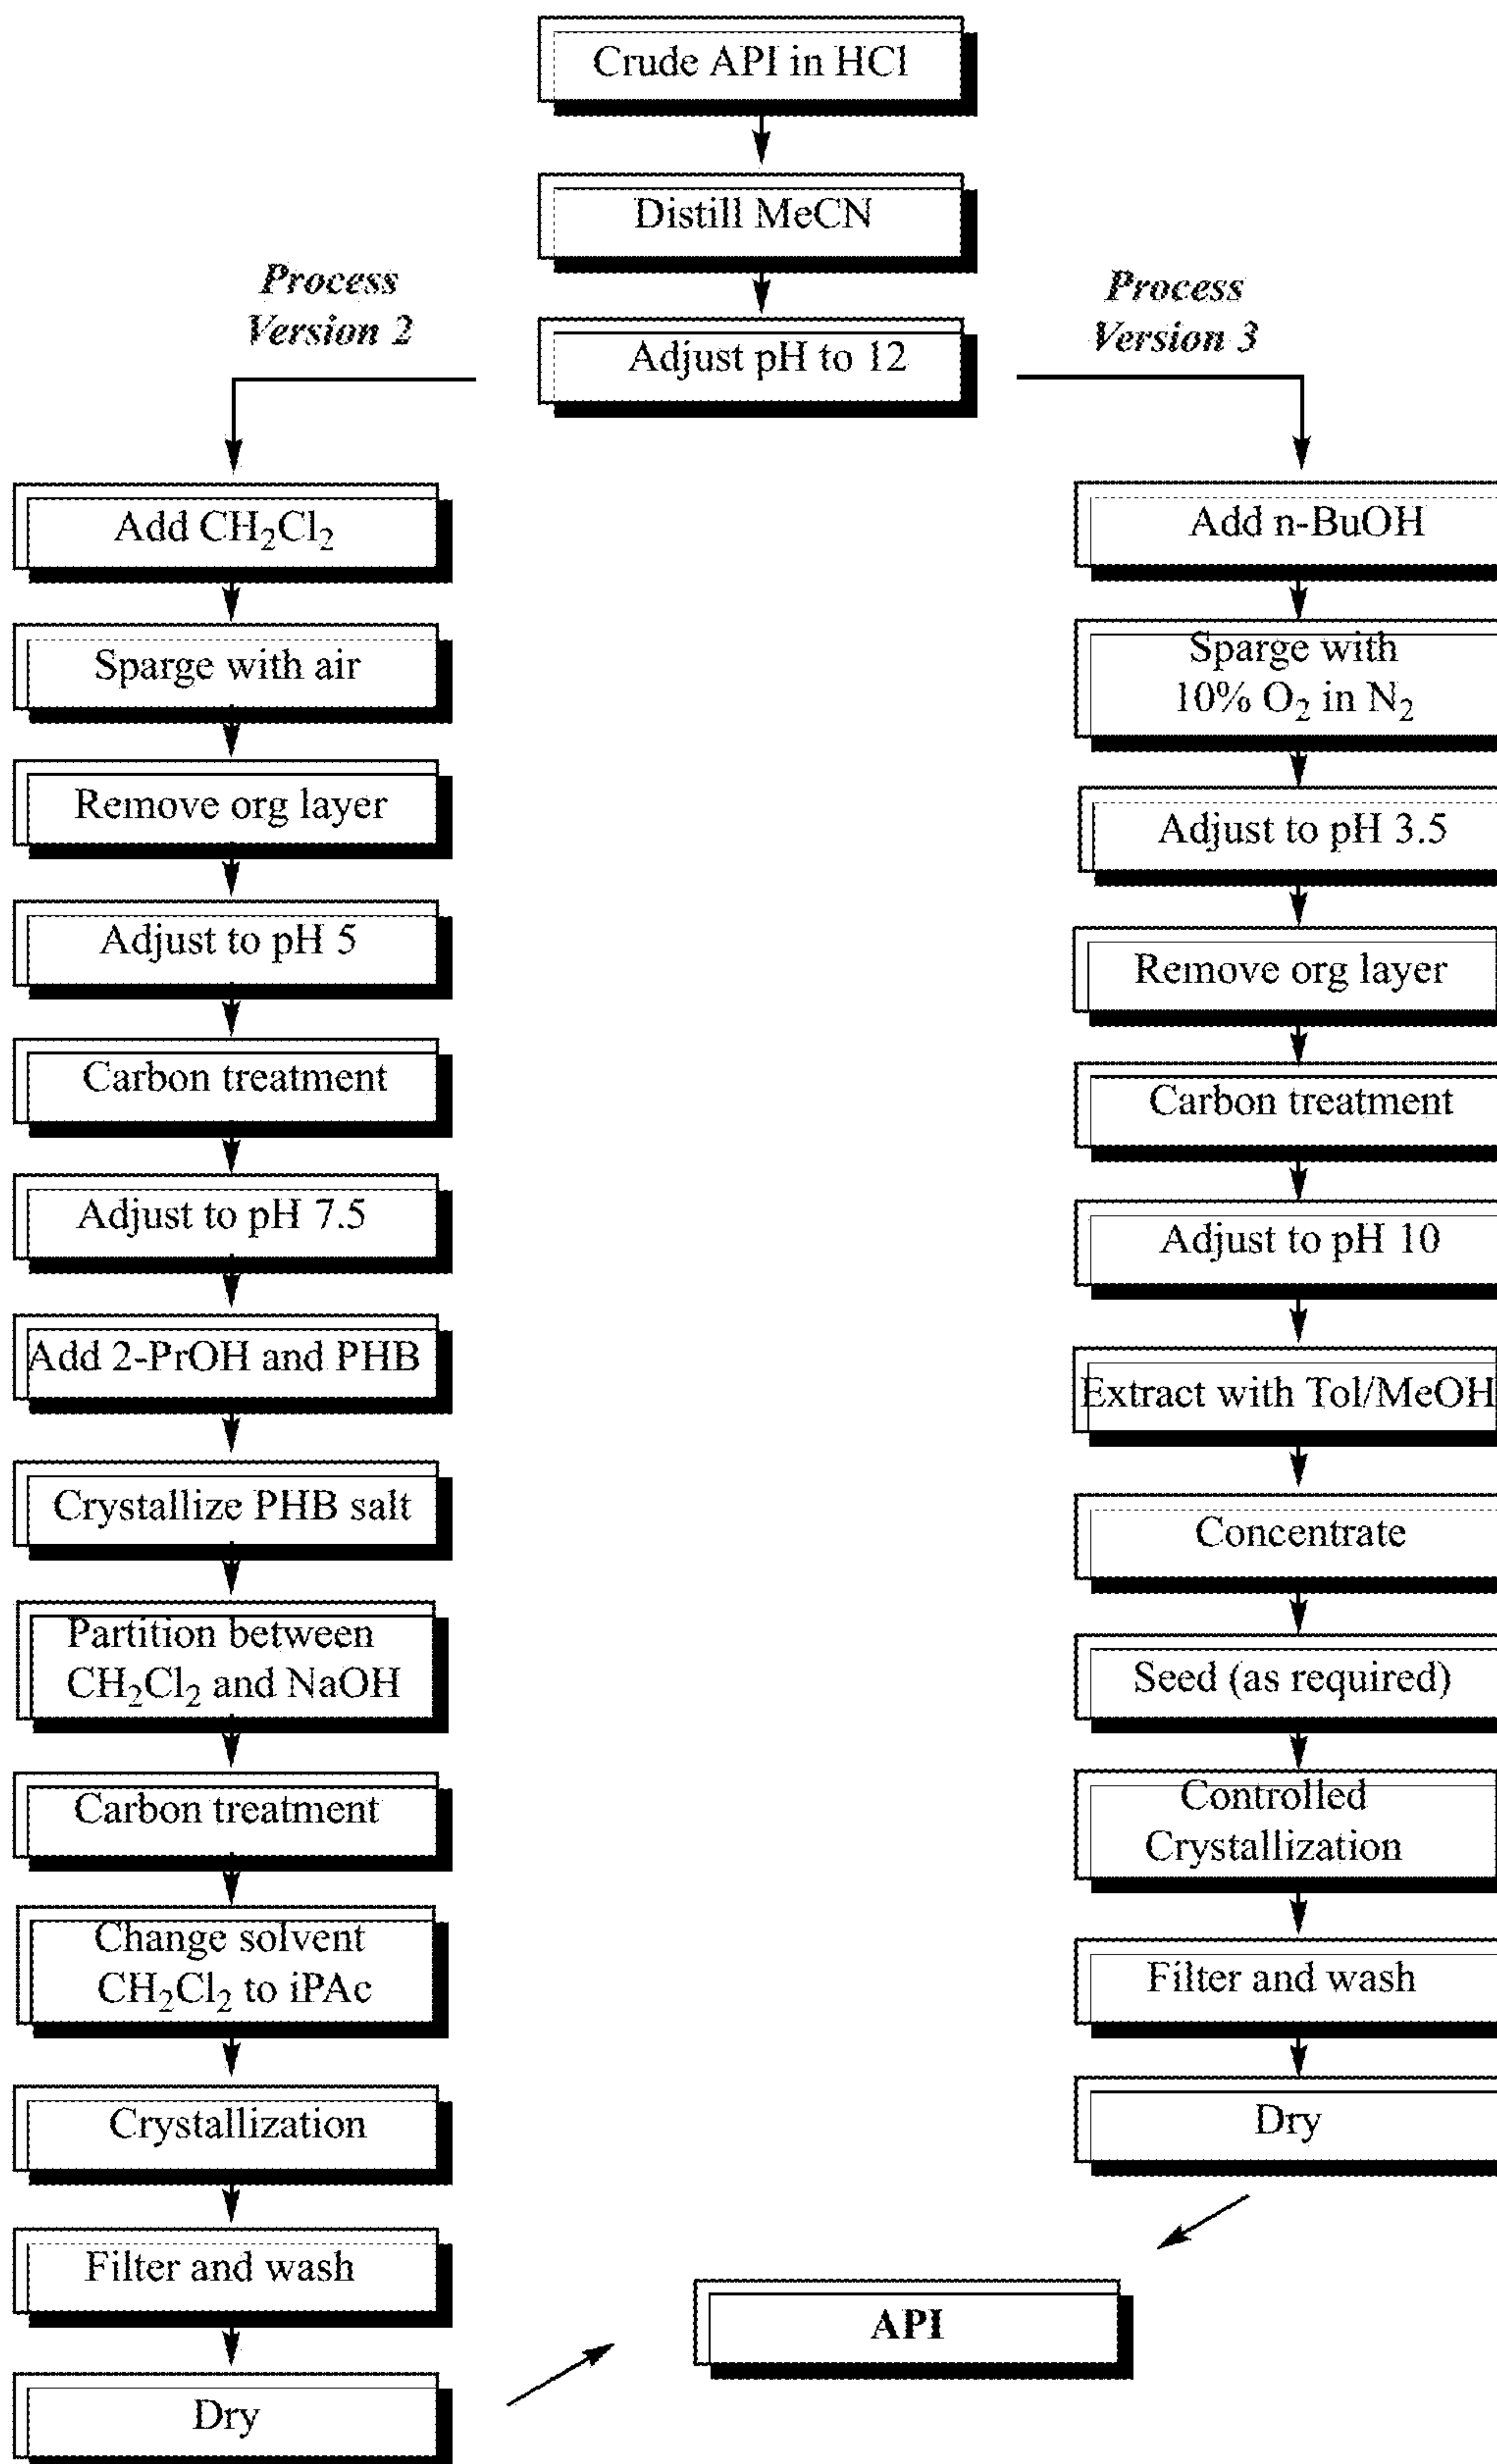 Crude API in HCl
Distill MeCN
Adjust pH to 12
Process
Version 2
Add CH₂Cl₂
Sparge with air
Remove org layer
Adjust to pH 5
Carbon treatment
Adjust to pH 7.5
Add 2-PrOH and PHB
Crystallize PHB salt
Partition between
CH₂Cl₂ and NaOH
Carbon treatment
Change solvent
CH₂Cl₂ to iPAc
Crystallization
Filter and wash
Dry
Process
Version 3
Add n-BuOH
Sparge with
10% O₂ in N₂
Adjust to pH 3.5
Remove org layer
Carbon treatment
Adjust to pH 10
Extract with Tol/MeOH
Concentrate
Seed (as required)
Controlled
Crystallization
Filter and wash
Dry
API